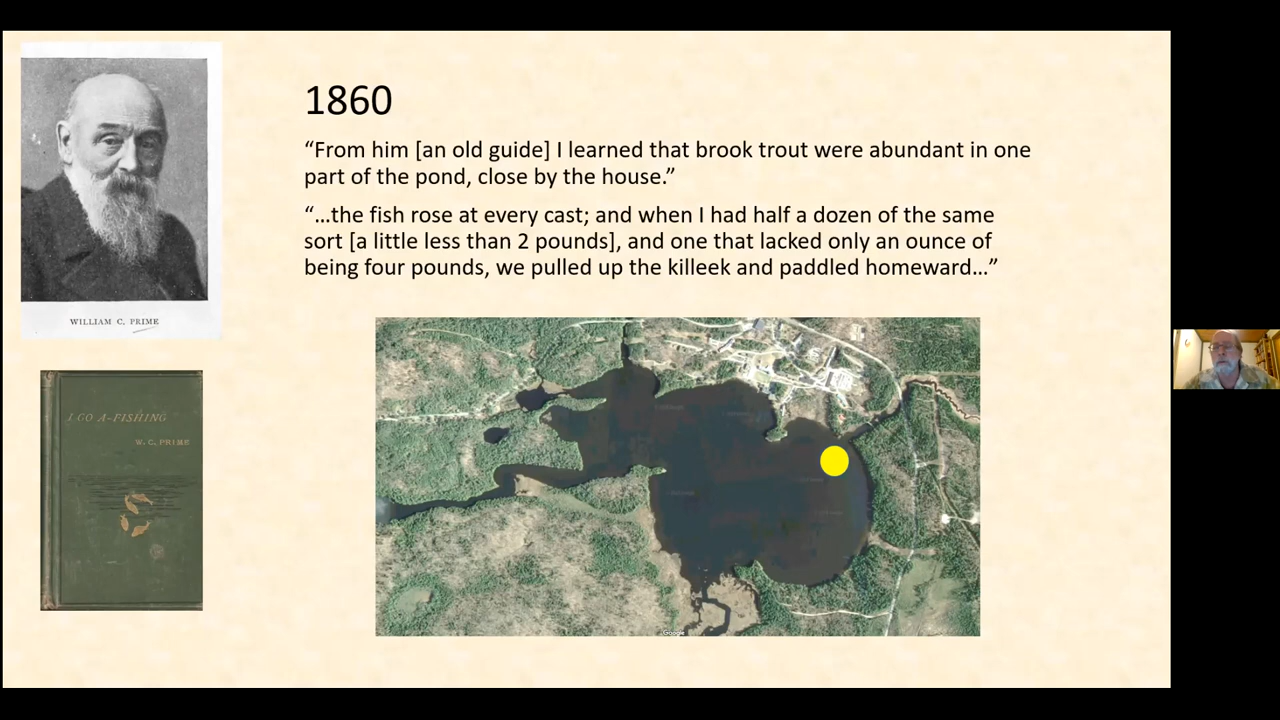 1860
“From him [an old guide] I learned that brook trout were abundant in one
part of the pond, close by the house.”
“…the fish rose at every cast; and when I had half a dozen of the same
sort [a little less than 2 pounds], and one that lacked only an ounce of
being four pounds, we pulled up the killeek and paddled homeward…”
WILLIAM C. PRIME
I GO A-FISHING
W. C. PRIME
Google